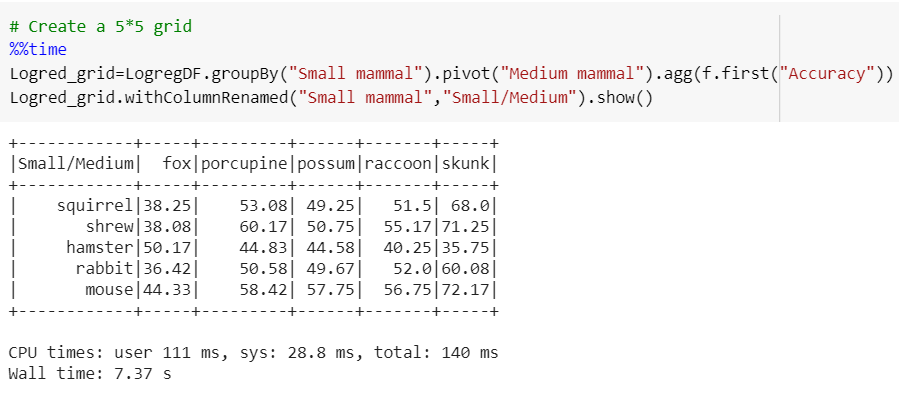 # Create a 5*5 grid
%%time
Logred_grid=LogregDF.groupBy("Small mammal").pivot("Medium mammal").agg(f.first("Accuracy"))
Logred_grid.withColumnRenamed("Small mammal","Small/Medium").show()
+------------+-----+---------+------+-------+-----+
|Small/Medium|  fox|porcupine|possum|raccoon|skunk|
+------------+-----+---------+------+-------+-----+
|    squirrel|38.25|    53.08| 49.25|   51.5| 68.0|
|       shrew|38.08|    60.17| 50.75|  55.17|71.25|
|     hamster|50.17|    44.83| 44.58|  40.25|35.75|
|      rabbit|36.42|    50.58| 49.67|   52.0|60.08|
|       mouse|44.33|    58.42| 57.75|  56.75|72.17|
+------------+-----+---------+------+-------+-----+
CPU times: user 111 ms, sys: 28.8 ms, total: 140 ms
Wall time: 7.37 s